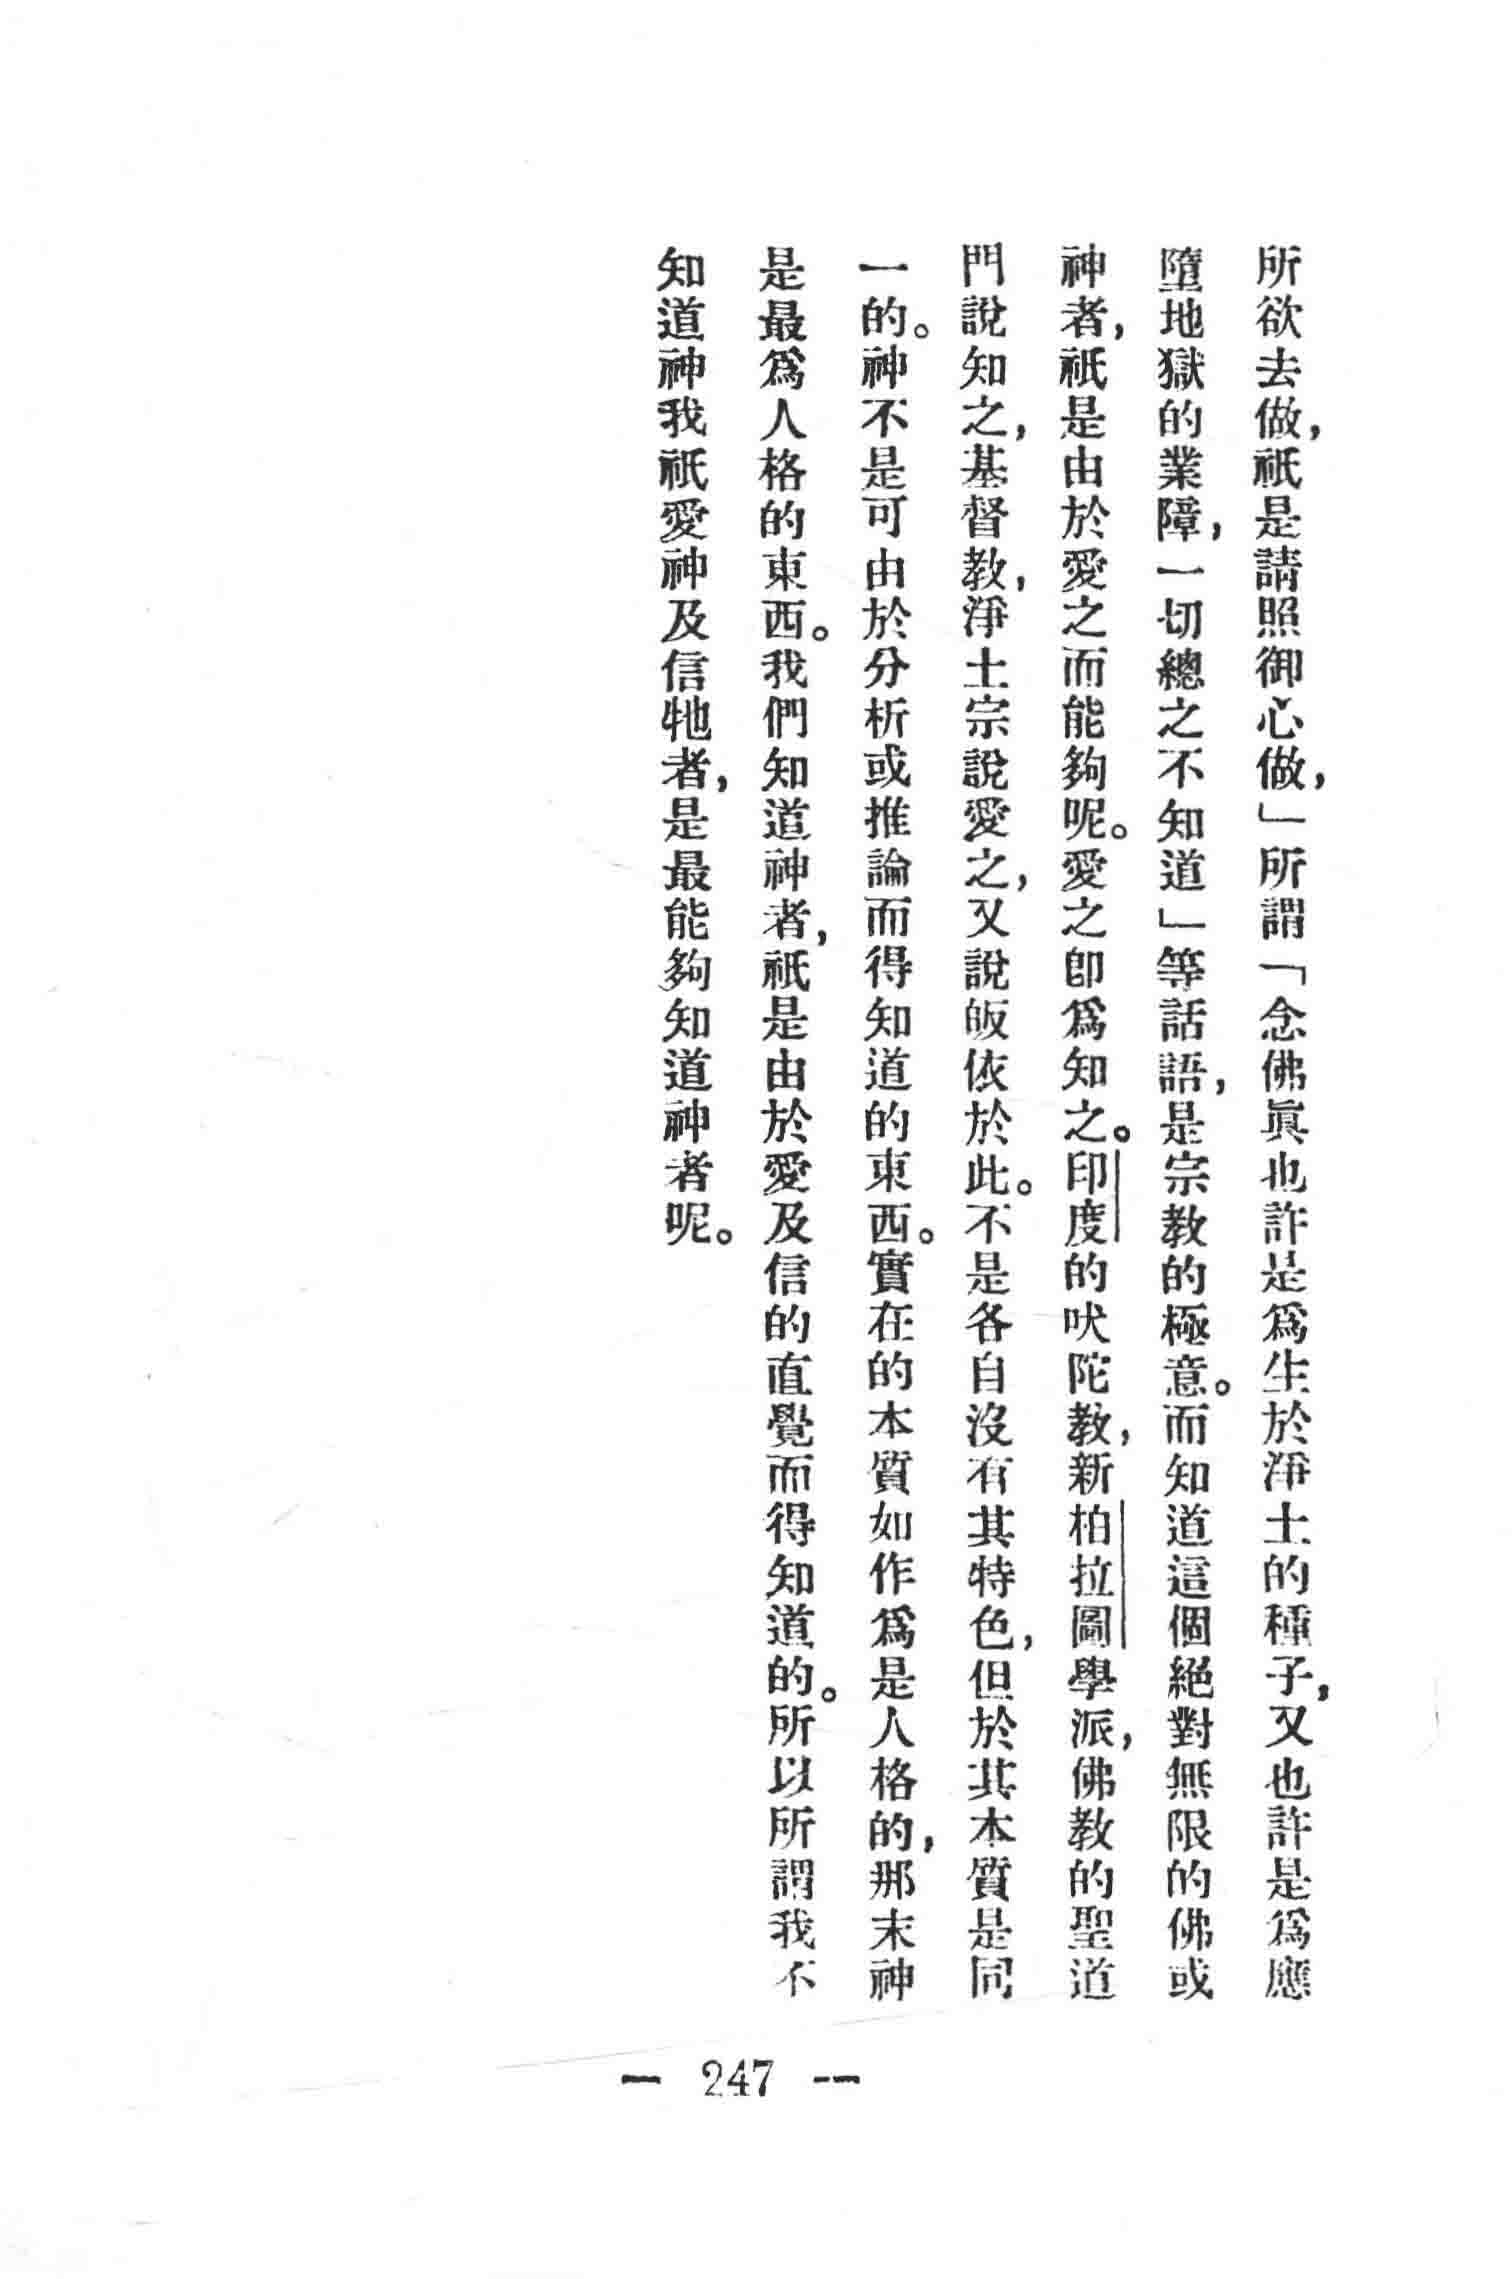 所欲去做，祇是請照御心做，」所謂「念佛眞也許是爲生於淨土的種子，又也許是爲應
墮地獄的業障，一切總之不知道」等話語，是宗教的極意。而知道這個絕對無限的佛或
神者，祇是由於愛之而能夠呢。愛之卽爲知之。印度的吠陀教，新柏拉圖學派，佛教的聖道
門說知之，基督教，淨土宗說愛之，又說皈依於此。不是各自沒有其特色，但於其本質是同
一的。神不是可由於分析或推論而得知道的東西。實在的本質如作爲是人格的，那末神
是最爲人格的東西。我們知道神者，祇是由於愛及信的直覺而得知道的。所以所謂我不
知道神我祇愛神及信牠者，是最能夠知道神者呢。
— 247 —